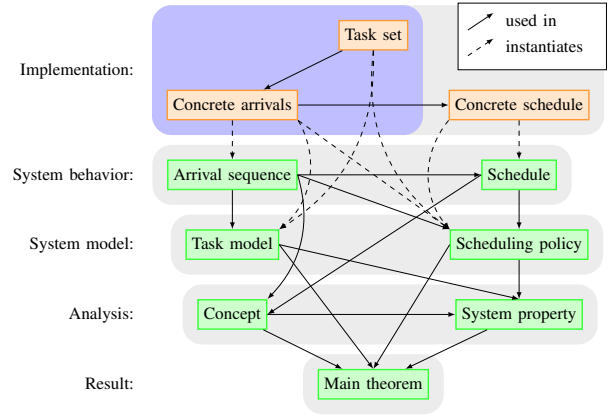 used in
instantiates
Task set
Implementation:
Concrete arrivals
Concrete schedule
System behavior:
Arrival sequence
Schedule
System model:
Task model
Scheduling policy
Analysis:
Concept
System property
Result:
Main theorem